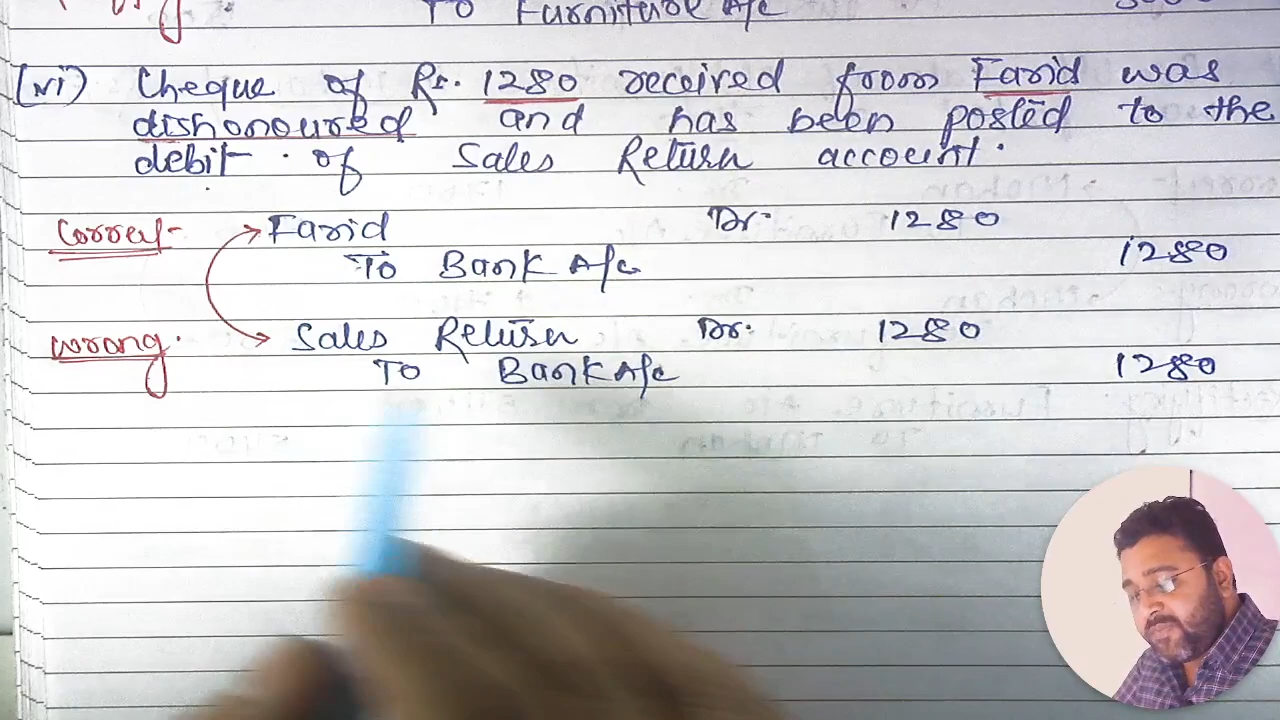 To Furniture A/c
(vi) Cheque of Rs. 1280 received from Farid was
dishonoured and has been posted to the
debit of Sales Return account.
Correct Farid Dr. 1280
To Bank A/c 1280
Wrong Sales Return Dr. 1280
To Bank A/c 1280